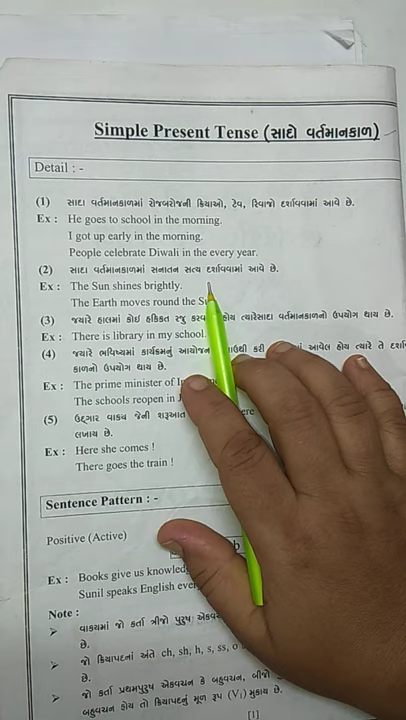 Simple Present Tense (સાદો વર્તમાનકાળ)
Detail : -
(1) સાદા વર્તમાનકાળમાં રોજબરોજની ક્રિયાઓ, ટેવ, રિવાજો દર્શાવવામાં આવે છે.
Ex : He goes to school in the morning.
I got up early in the morning.
People celebrate Diwali in the every year.
(2) સાદા વર્તમાનકાળમાં સનાતન સત્ય દર્શાવવામાં આવે છે.
Ex : The Sun shines brightly.
The Earth moves round the
(3) જ્યારે હાલમાં કોઈ હકિકત રજુ હોય ત્યારેસાદા વર્તમાનકાળનો ઉપયોગ થાય છે.
Ex : There is library in my school.
(4) જ્યારે ભવિષ્યમાં કાર્યક્રમનું આયોજન કરી આવેલ હોય ત્યારે તે
કાળનો ઉપયોગ થાય છે.
Ex : The prime minister of
The schools reopen in
(5) ઉદ્દગાર વાક્ય જેની શરૂઆત
લખાય છે.
Ex : Here she comes !
There goes the train !
Sentence Pattern : -
Positive (Active)
Ex : Books give us
Sunil speaks English
Note :
વાક્યમાં જો કર્તા ત્રીજો પુરુષ
છે.
જો ક્રિયાપદનાં અંતે ch, sh, h, s, ss, o
છે.
જો કર્તા પ્રથમપુરુષ એકવચન કે બહુવચન, બીજો
બહુવચન હોય તો ક્રિયાપદનું મૂળ રૂપ (V₁) મુકાય છે.
[1]